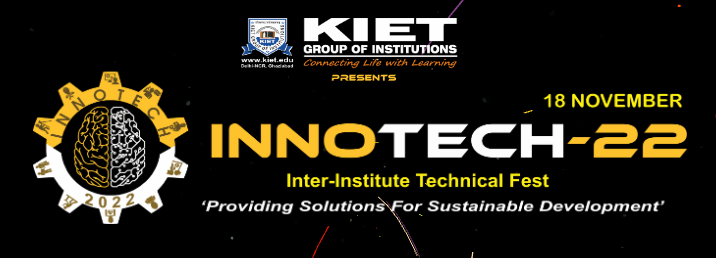 KIET
GROUP OF INSTITUTIONS
Connecting Life with Learning
KIET
www.kiet.edu
Delhi-NCR, Ghaziabad
PRESENTS
18 NOVEMBER
INNOTECH
2022
INNOTECH-22
Inter-Institute Technical Fest
‘Providing Solutions For Sustainable Development’